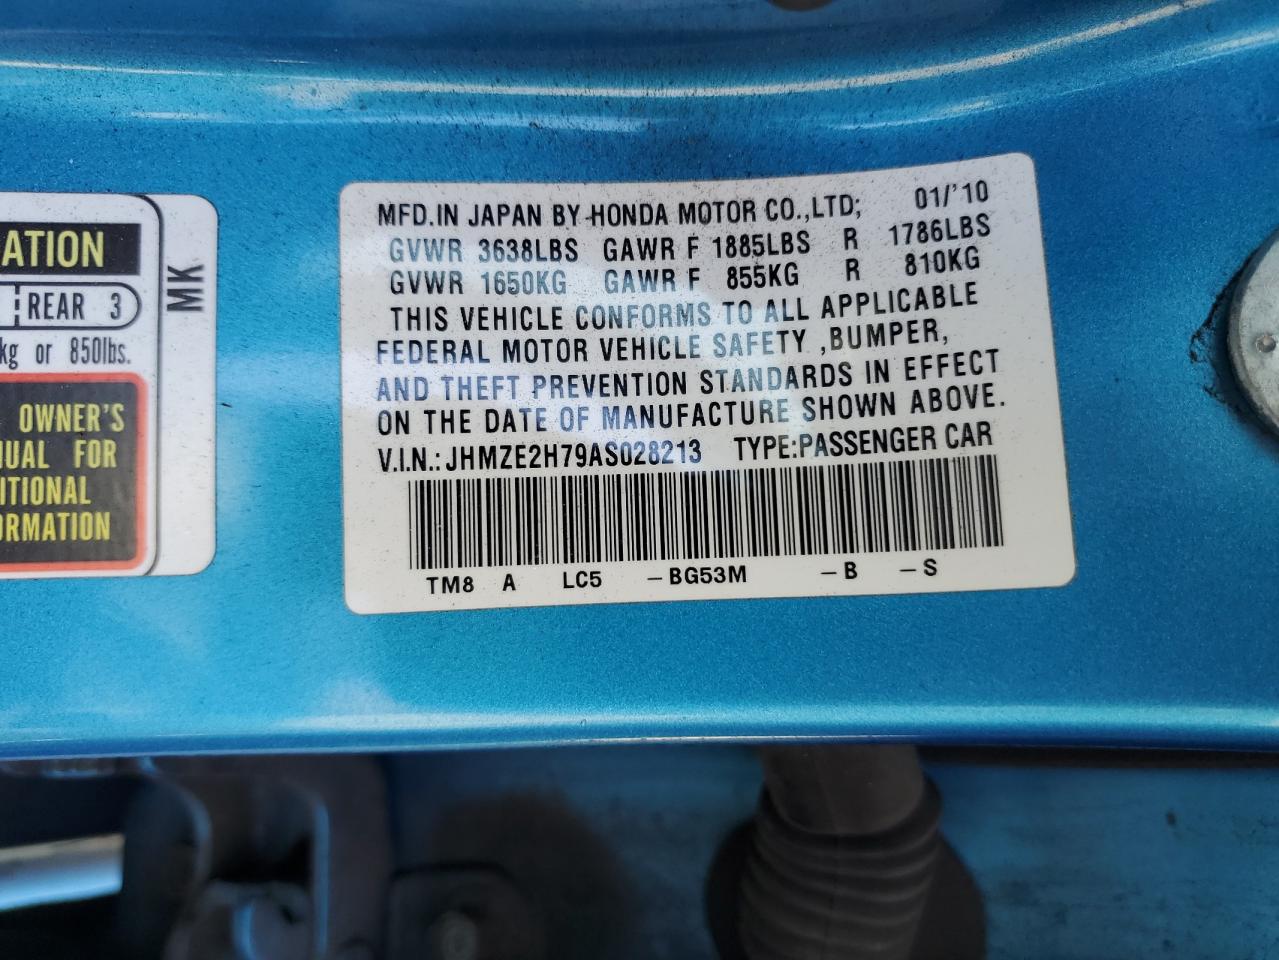 ATION
REAR 3
kg or 850lbs.
OWNER'S
UAL FOR
ITIONAL
ORMATION
MK
MFD.IN JAPAN BY HONDA MOTOR CO.,LTD; 01/'10
GVWR 3638LBS GAWR F 1885LBS R 1786LBS
GVWR 1650KG GAWR F 855KG R 810KG
THIS VEHICLE CONFORMS TO ALL APPLICABLE
FEDERAL MOTOR VEHICLE SAFETY ,BUMPER,
AND THEFT PREVENTION STANDARDS IN EFFECT
ON THE DATE OF MANUFACTURE SHOWN ABOVE.
V.I.N.: JHMZE2H79AS028213 TYPE:PASSENGER CAR
TM8 A LC5 -BG53M -B -S